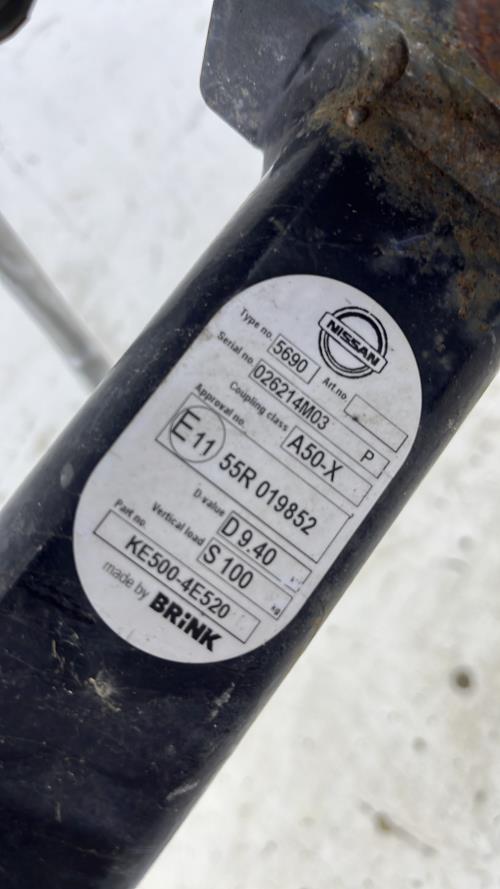 NISSAN
Type no. 5690 Art.no.
Serial no 026214M03 P
Coupling class A50-X
Approval no. E11 55R 019852
D.value D 9.40
Vertical load S 100 kg
Part no. KE500-4E520
made by BRiNK